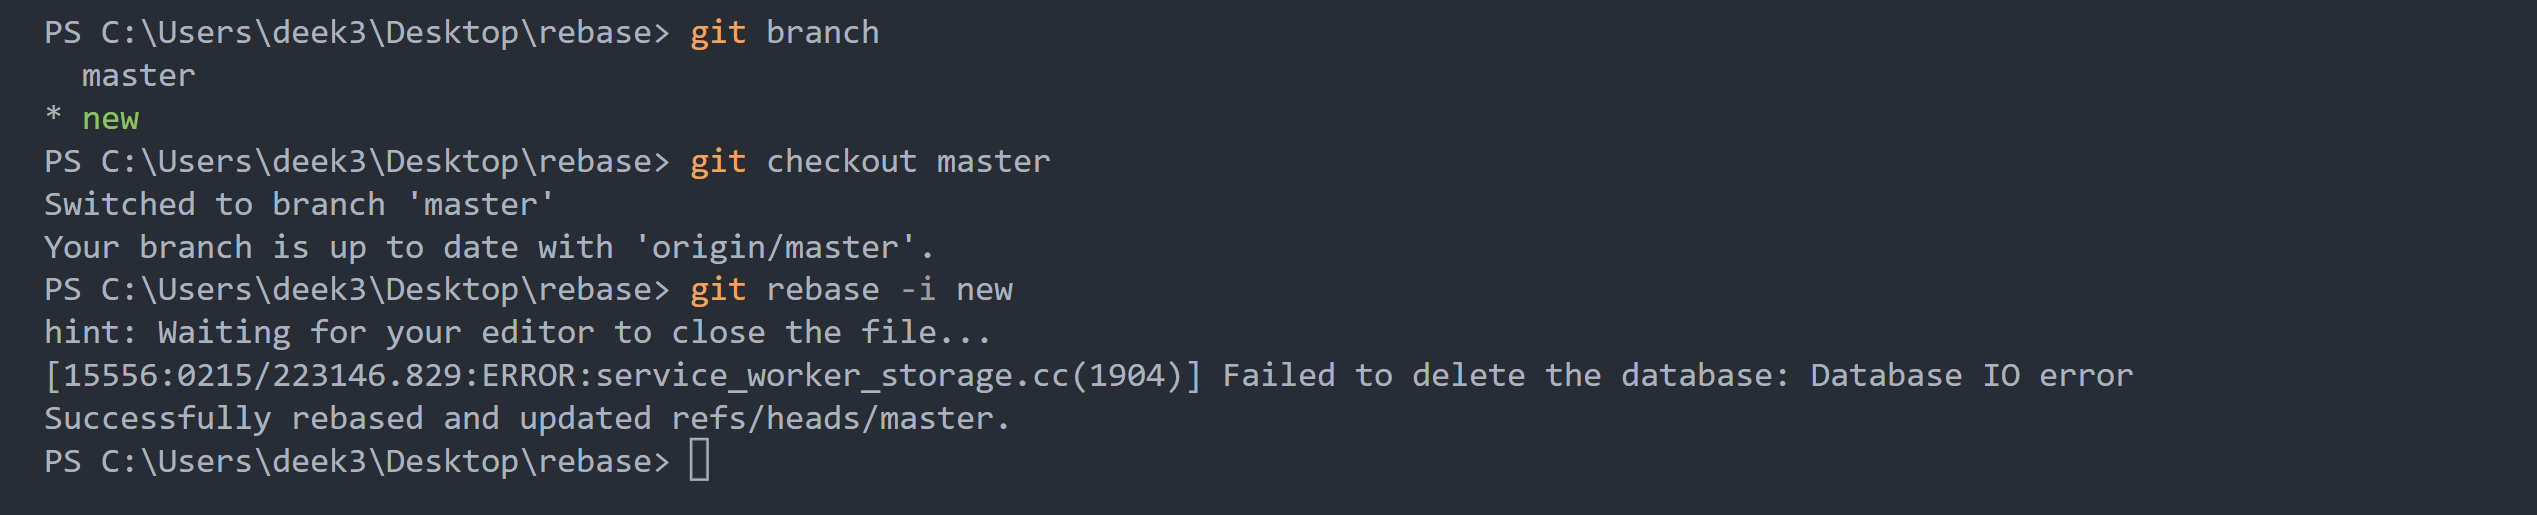 PS C:\Users\deek3\Desktop\rebase> git branch
  master
* new
PS C:\Users\deek3\Desktop\rebase> git checkout master
Switched to branch 'master'
Your branch is up to date with 'origin/master'.
PS C:\Users\deek3\Desktop\rebase> git rebase -i new
hint: Waiting for your editor to close the file...
[15556:0215/223146.829:ERROR:service_worker_storage.cc(1904)] Failed to delete the database: Database IO error
Successfully rebased and updated refs/heads/master.
PS C:\Users\deek3\Desktop\rebase>